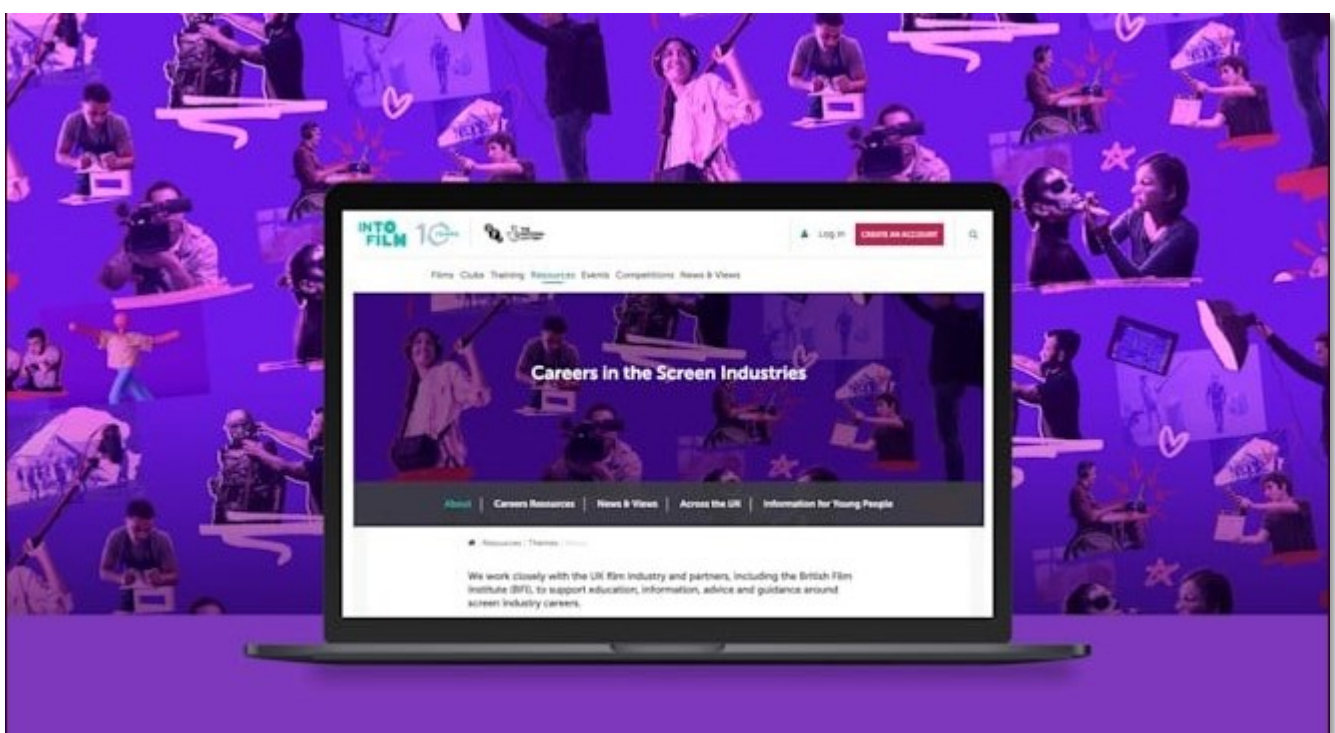 INTO
FILM
10 YEARS
Log in
CREATE AN ACCOUNT
Films Clubs Training Resources Events Competitions News & Views
Careers in the Screen Industries
About | Careers Resources | News & Views | Across the UK | Information for Young People
Resources / Themes /
We work closely with the UK film industry and partners, including the British Film
Institute (BFI), to support education, information, advice and guidance around
screen industry careers.